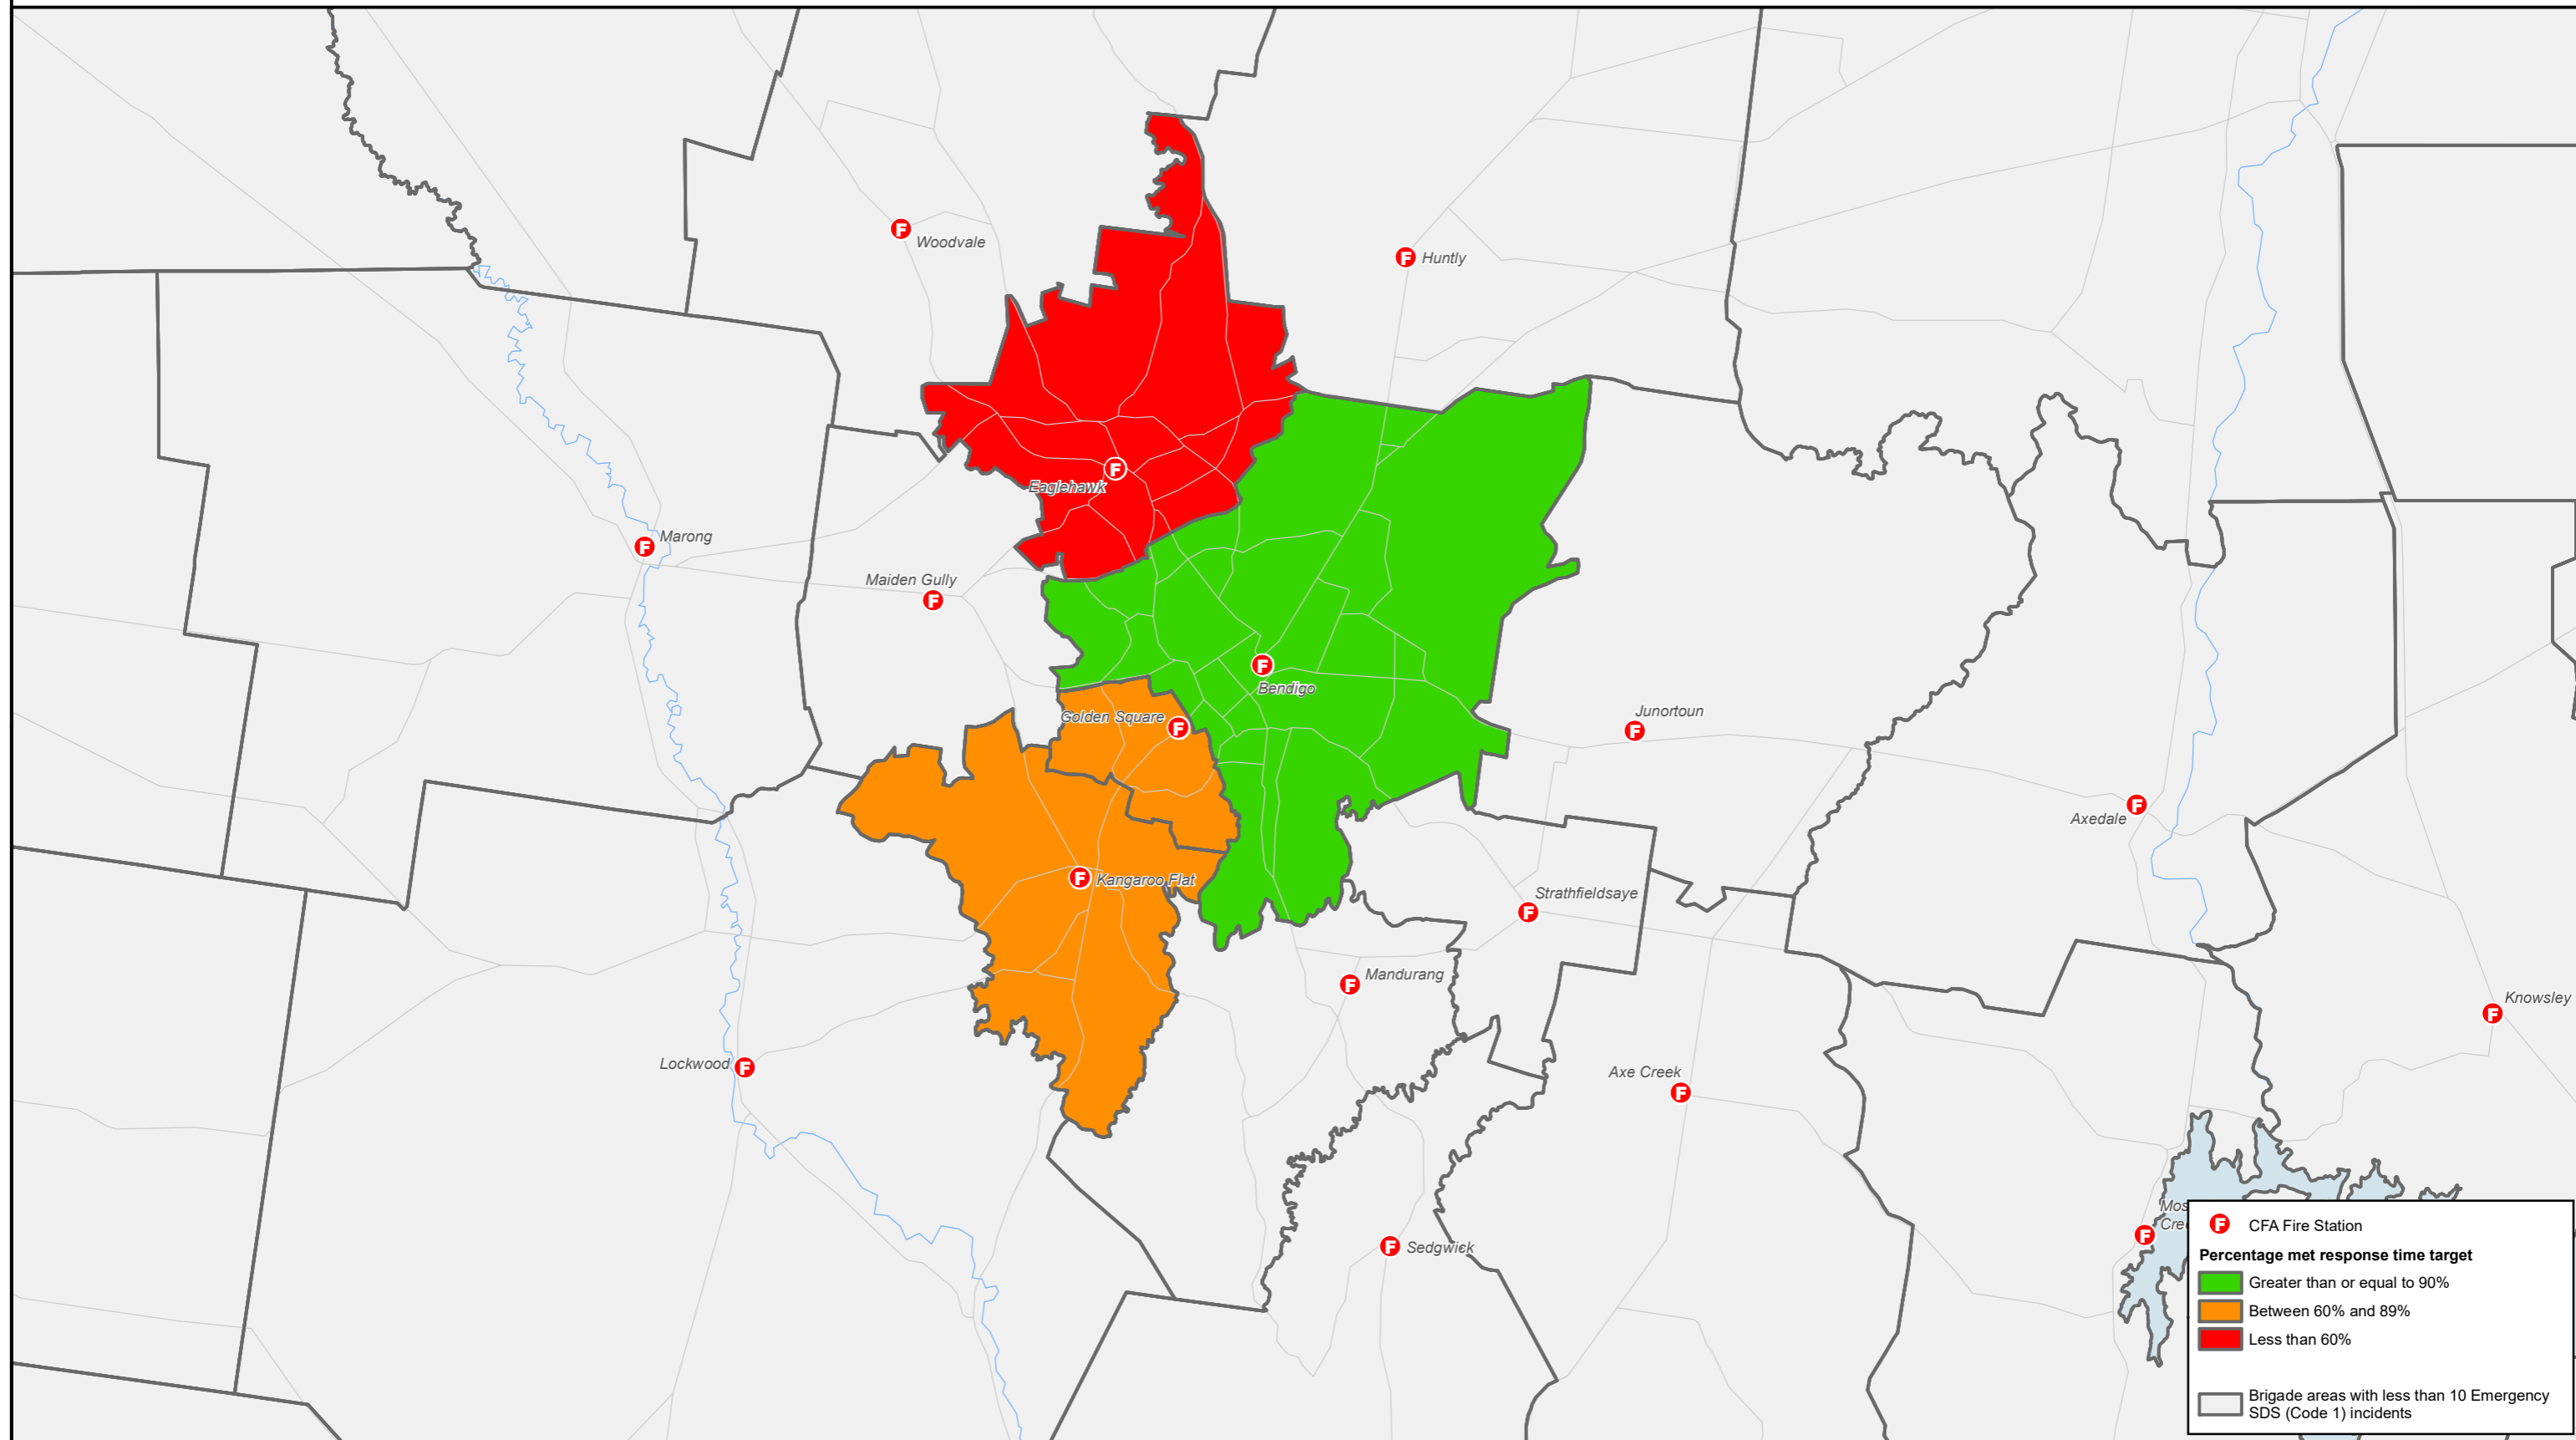 Woodvale
Huntly
Eaglehawk
Marong
Maiden Gully
Bendigo
Golden Square
Junortoun
Axedale
Kangaroo Flat
Strathfieldsaye
Mandurang
Knowsley
Lockwood
Axe Creek
Sedgwick
Mos
Cre
F CFA Fire Station
Percentage met response time target
Greater than or equal to 90%
Between 60% and 89%
Less than 60%
Brigade areas with less than 10 Emergency
SDS (Code 1) incidents